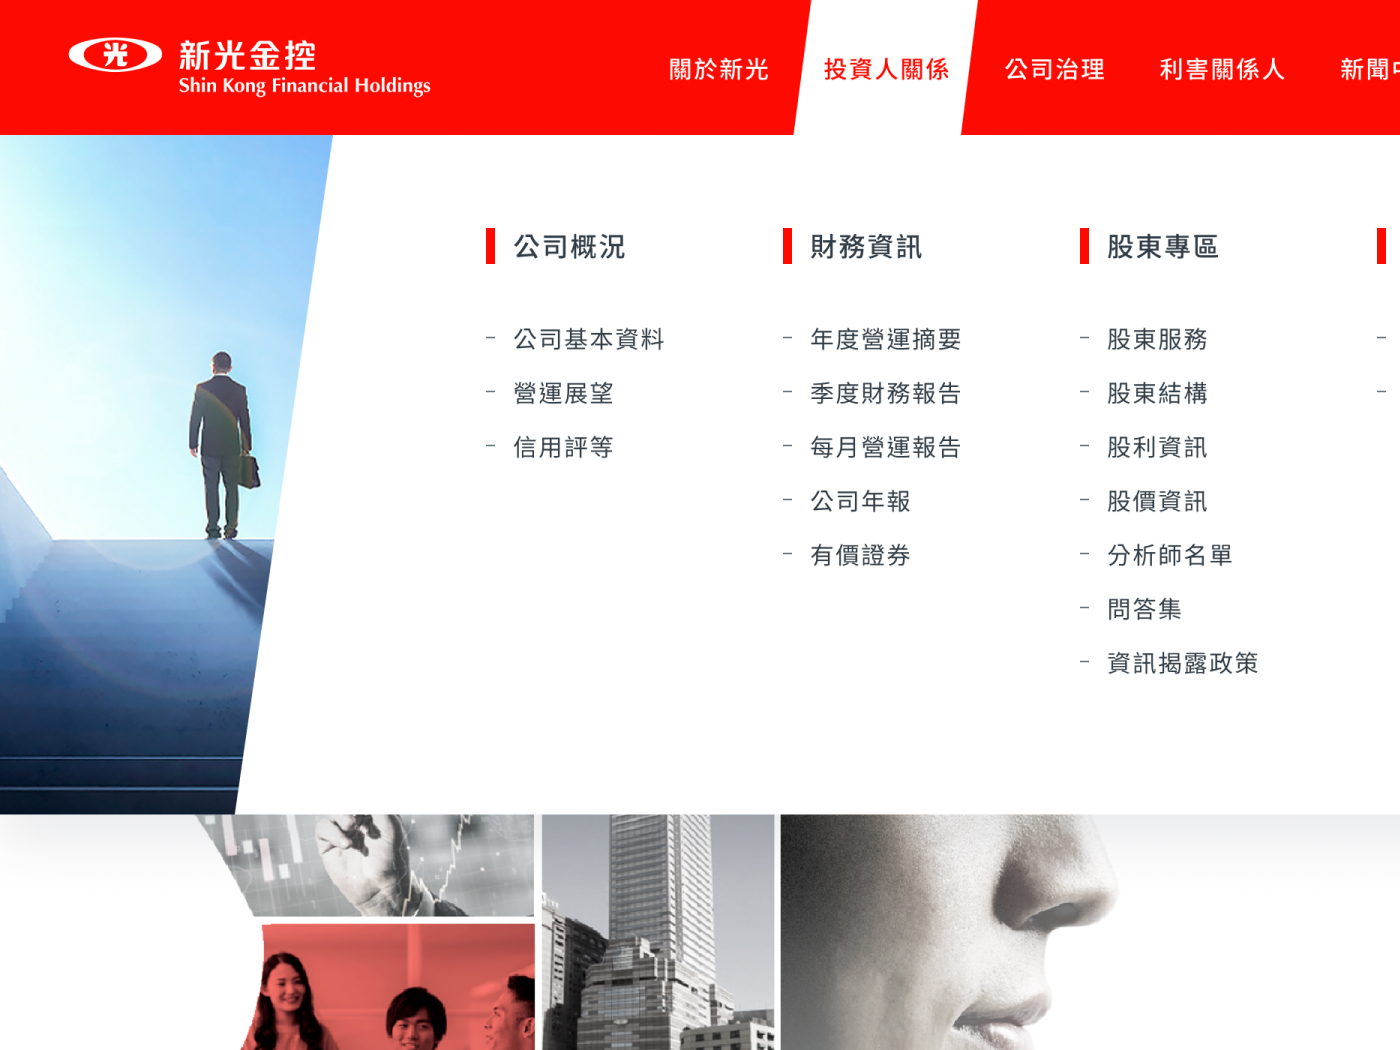 光 新光金控
Shin Kong Financial Holdings
關於新光 投資人關係 公司治理 利害關係人 新聞
公司概況
公司基本資料
營運展望
信用評等
財務資訊
年度營運摘要
季度財務報告
每月營運報告
公司年報
有價證券
股東專區
股東服務
股東結構
股利資訊
股價資訊
分析師名單
問答集
資訊揭露政策